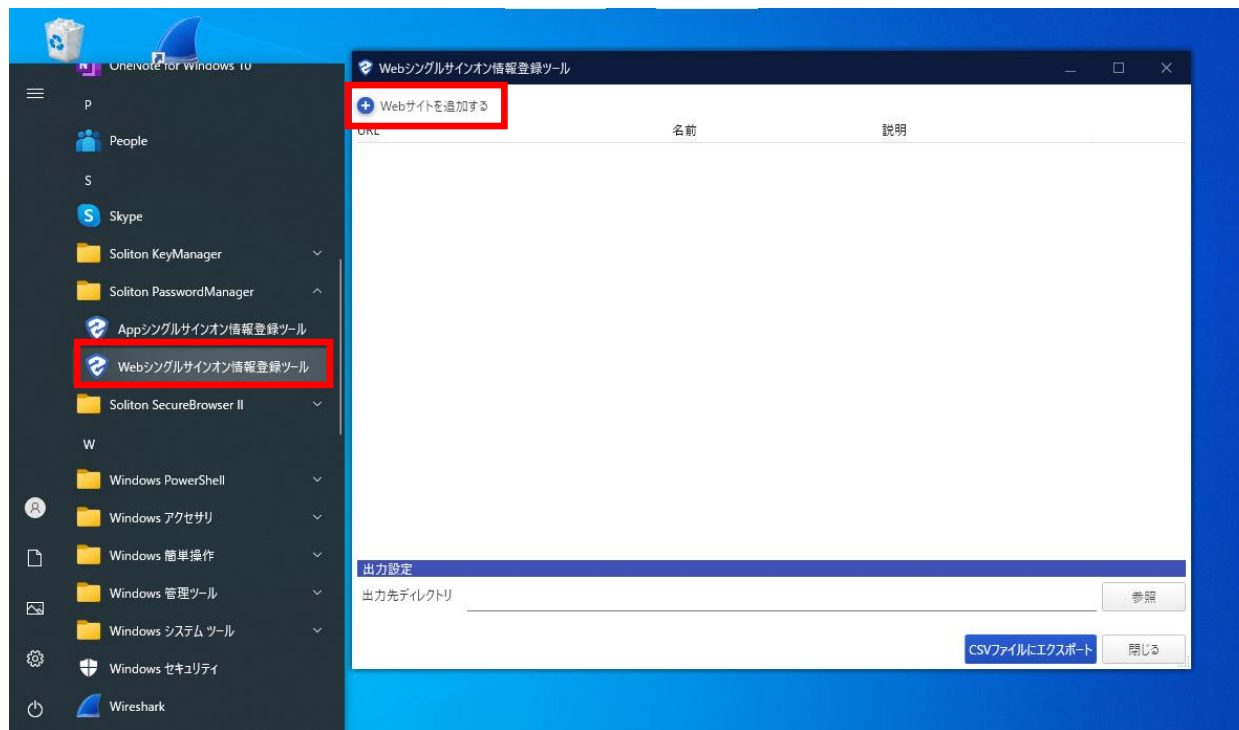 OneNote for Windows 10
P
People
S
Skype
Soliton KeyManager
Soliton PasswordManager
Appシングルサインオン情報登録ツール
Webシングルサインオン情報登録ツール
Soliton SecureBrowser II
W
Windows PowerShell
Windows アクセサリ
Windows 簡単操作
Windows 管理ツール
Windows システム ツール
Windows セキュリティ
Wireshark
Webシングルサインオン情報登録ツール
Webサイトを追加する
URL 名前 説明
出力設定
出力先ディレクトリ 参照
CSVファイルにエクスポート 閉じる